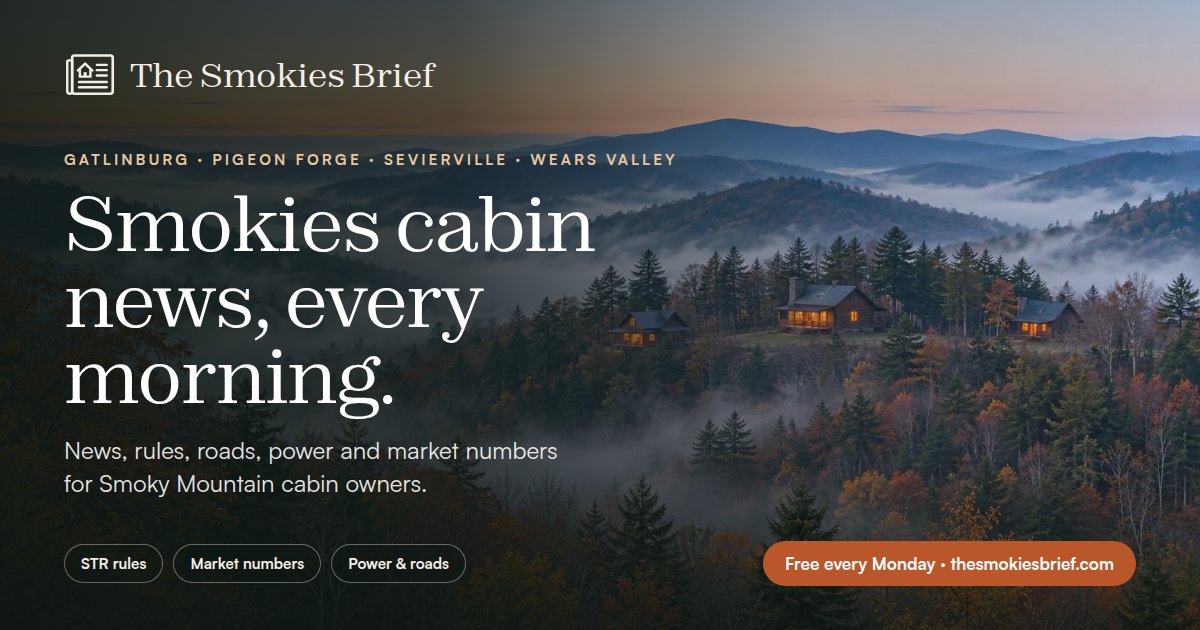 The Smokies Brief
GATLINBURG · PIGEON FORGE · SEVIERVILLE · WEARS VALLEY
Smokies cabin
news, every
morning.
News, rules, roads, power and market numbers
for Smoky Mountain cabin owners.
STR rules
Market numbers
Power & roads
Free every Monday · thesmokiesbrief.com